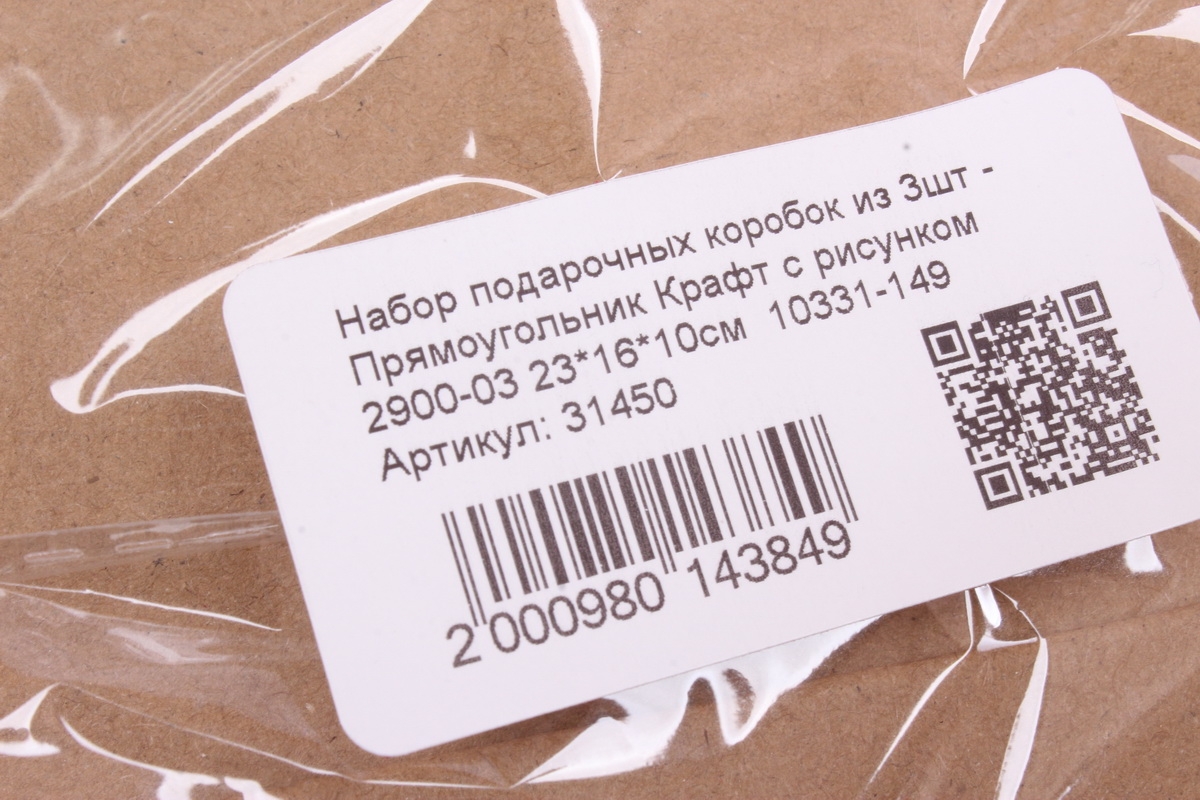 Набор подарочных коробок из 3шт -
Прямоугольник Крафт с рисунком
2900-03 23*16*10см 10331-149
Артикул: 31450
2 000980 143849